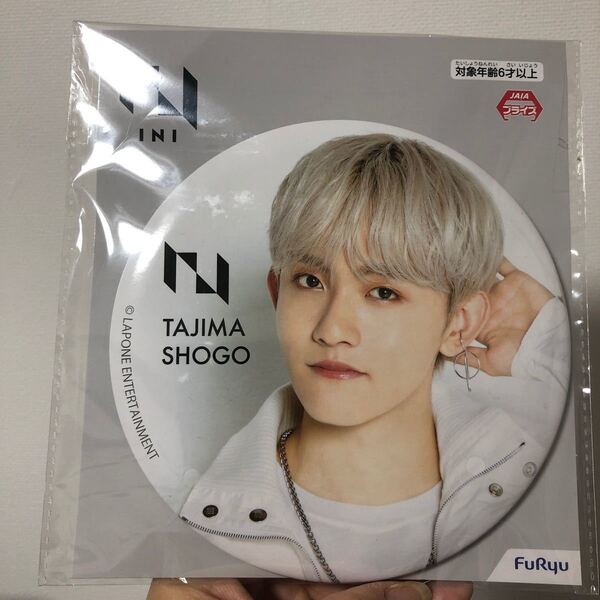 INI
たいしょうねんれい さい いじょう
対象年齢6才以上
JAIA
プライズ
TAJIMA
SHOGO
© LAPONE ENTERTAINMENT
FuRyu